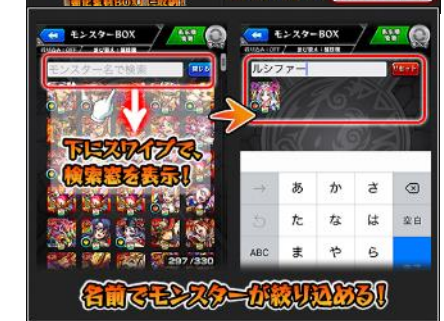 モンスターBOX
モンスターBOX
モンスター名で検索
閉じる
ルシファー
リセット
下にスワイプで、
検索窓を表示！
297/330
→
あ
か
さ
た
な
は
空白
ABC
ま
や
ら
名前でモンスターが絞り込める！